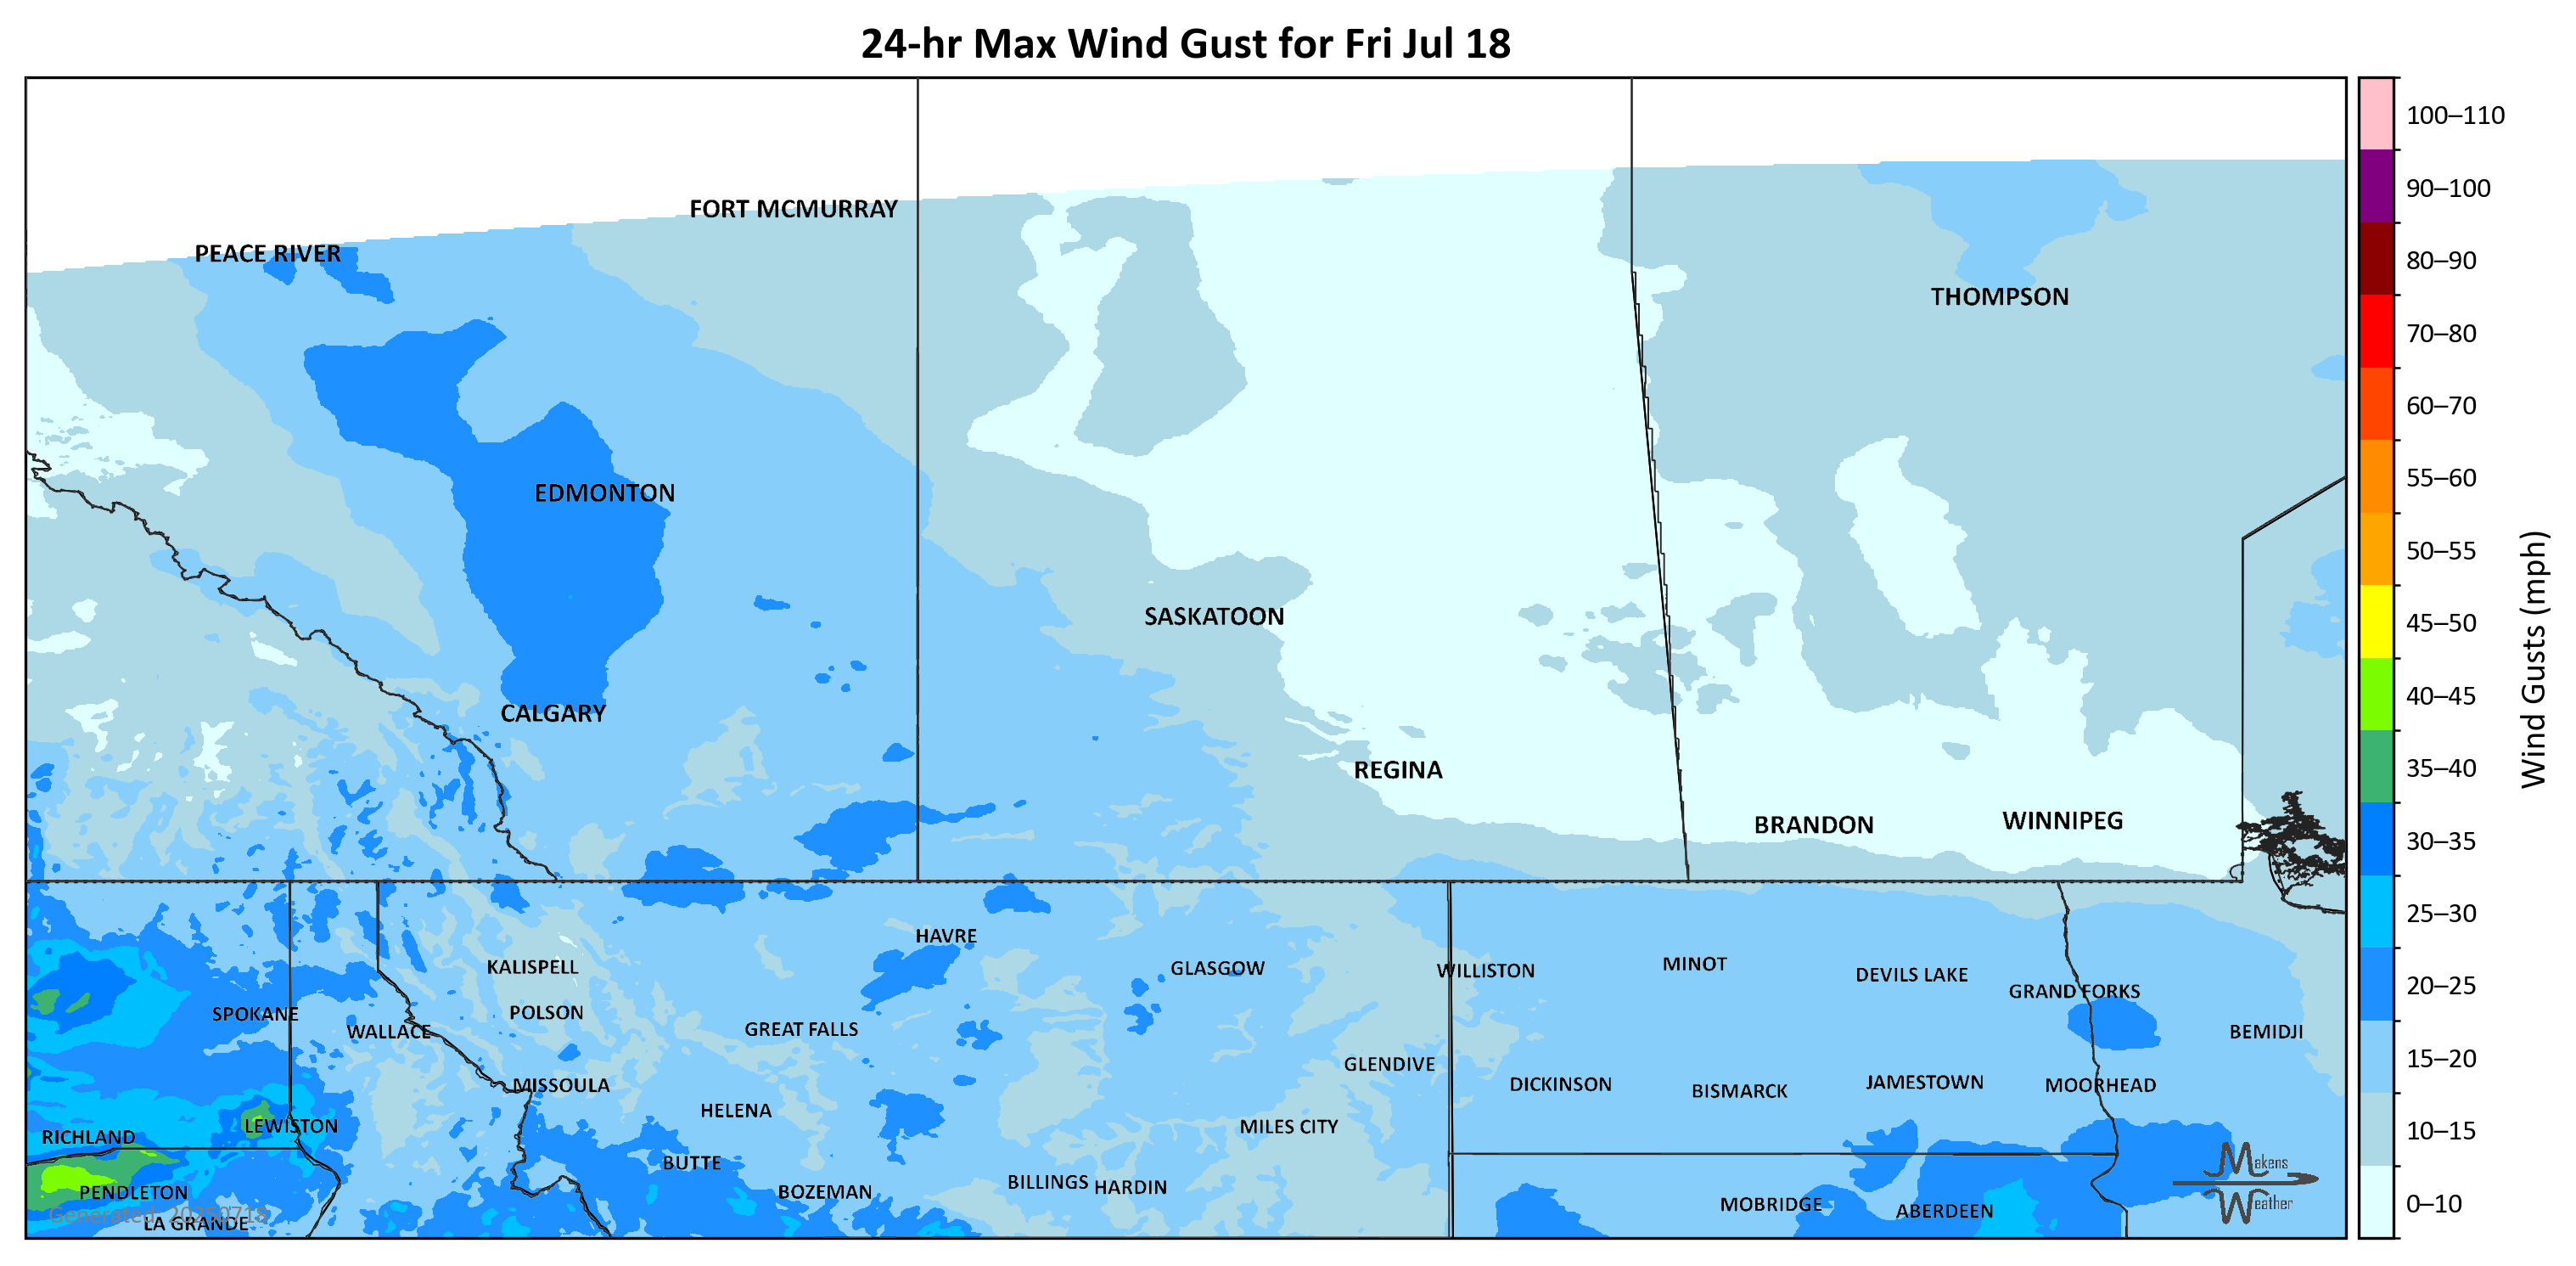 24-hr Max Wind Gust for Fri Jul 18
FORT MCMURRAY
PEACE RIVER
THOMPSON
EDMONTON
SASKATOON
CALGARY
REGINA
BRANDON
WINNIPEG
HAVRE
KALISPELL
GLASGOW
WILLISTON
MINOT
DEVILS LAKE
GRAND FORKS
SPOKANE
POLSON
WALLACE
GREAT FALLS
BEMIDJI
GLENDIVE
MISSOULA
DICKINSON
BISMARCK
JAMESTOWN
MOORHEAD
HELENA
LEWISTON
MILES CITY
RICHLAND
BUTTE
PENDLETON
BOZEMAN
BILLINGS
HARDIN
MOBRIDGE
ABERDEEN
LA GRANDE
Generated: 20250718
Makens
Weather
100–110
90–100
80–90
70–80
60–70
55–60
50–55
45–50
40–45
35–40
30–35
25–30
20–25
15–20
10–15
0–10
Wind Gusts (mph)